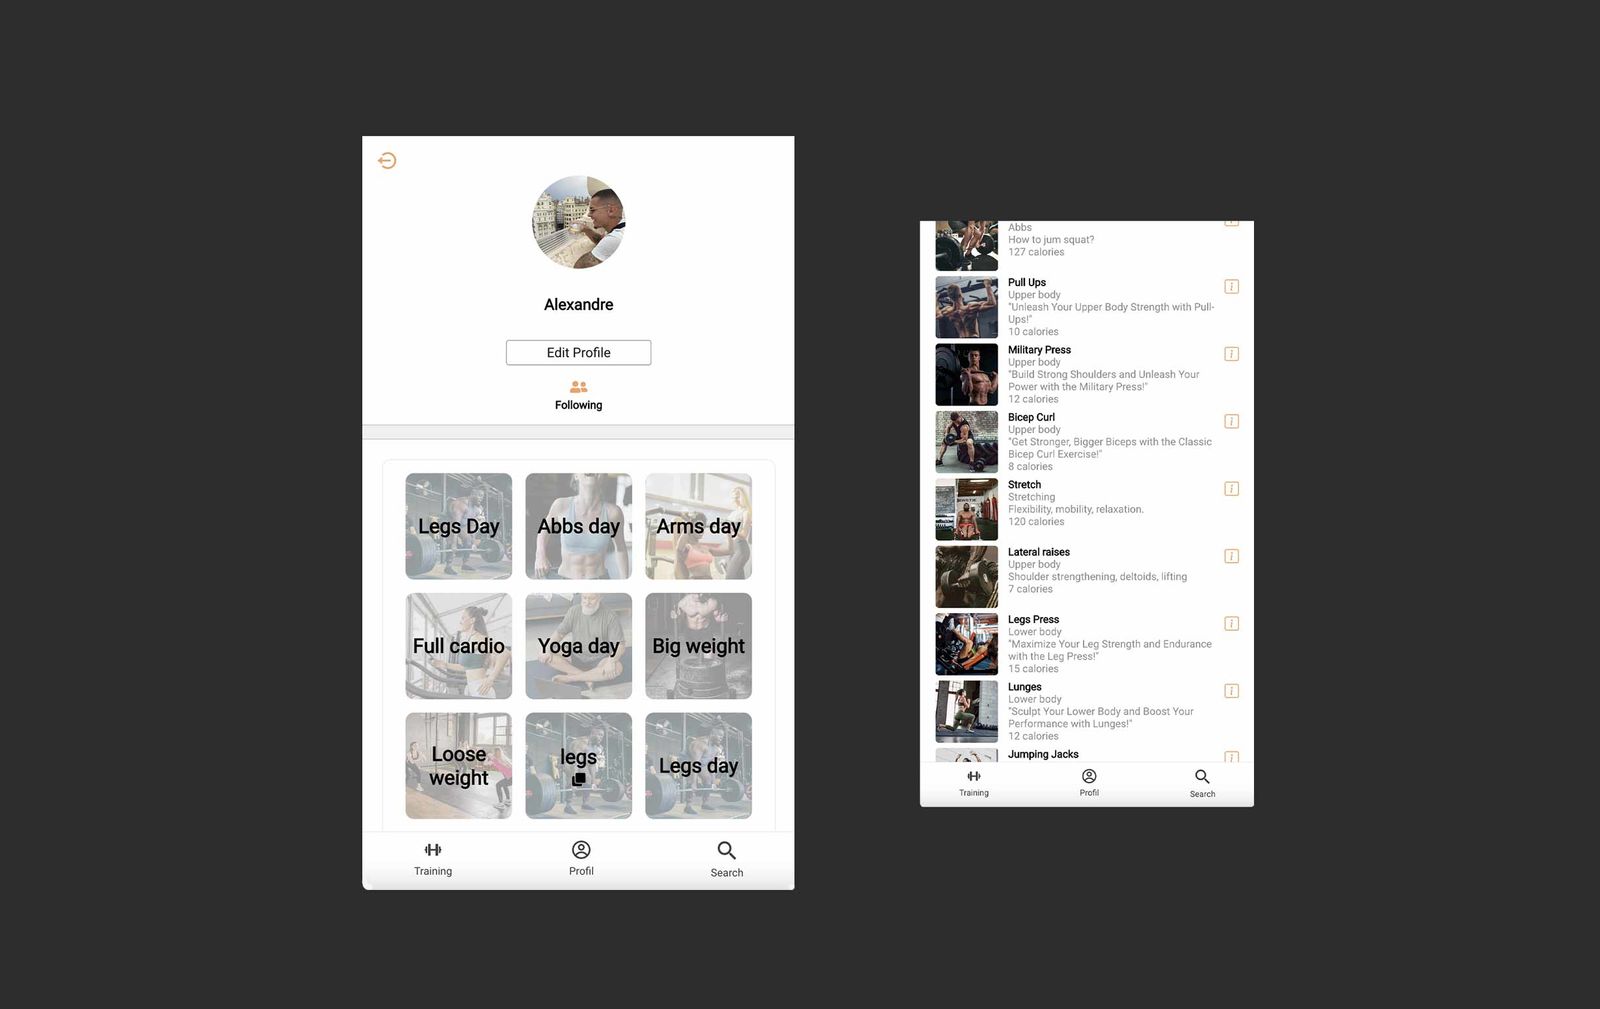 Alexandre
Edit Profile
Following
Legs Day
Abbs day
Arms day
Full cardio
Yoga day
Big weight
Loose
weight
legs
Legs day
Training
Profil
Search
Abbs
How to jum squat?
127 calories
Pull Ups
Upper body
"Unleash Your Upper Body Strength with Pull-
Ups!"
10 calories
Military Press
Upper body
"Build Strong Shoulders and Unleash Your
Power with the Military Press!"
12 calories
Bicep Curl
Upper body
"Get Stronger, Bigger Biceps with the Classic
Bicep Curl Exercise!"
8 calories
Stretch
Stretching
Flexibility, mobility, relaxation.
120 calories
Lateral raises
Upper body
Shoulder strengthening, deltoids, lifting
7 calories
Legs Press
Lower body
"Maximize Your Leg Strength and Endurance
with the Leg Press!"
15 calories
Lunges
Lower body
"Sculpt Your Lower Body and Boost Your
Performance with Lunges!"
12 calories
Jumping Jacks
Training
Profil
Search